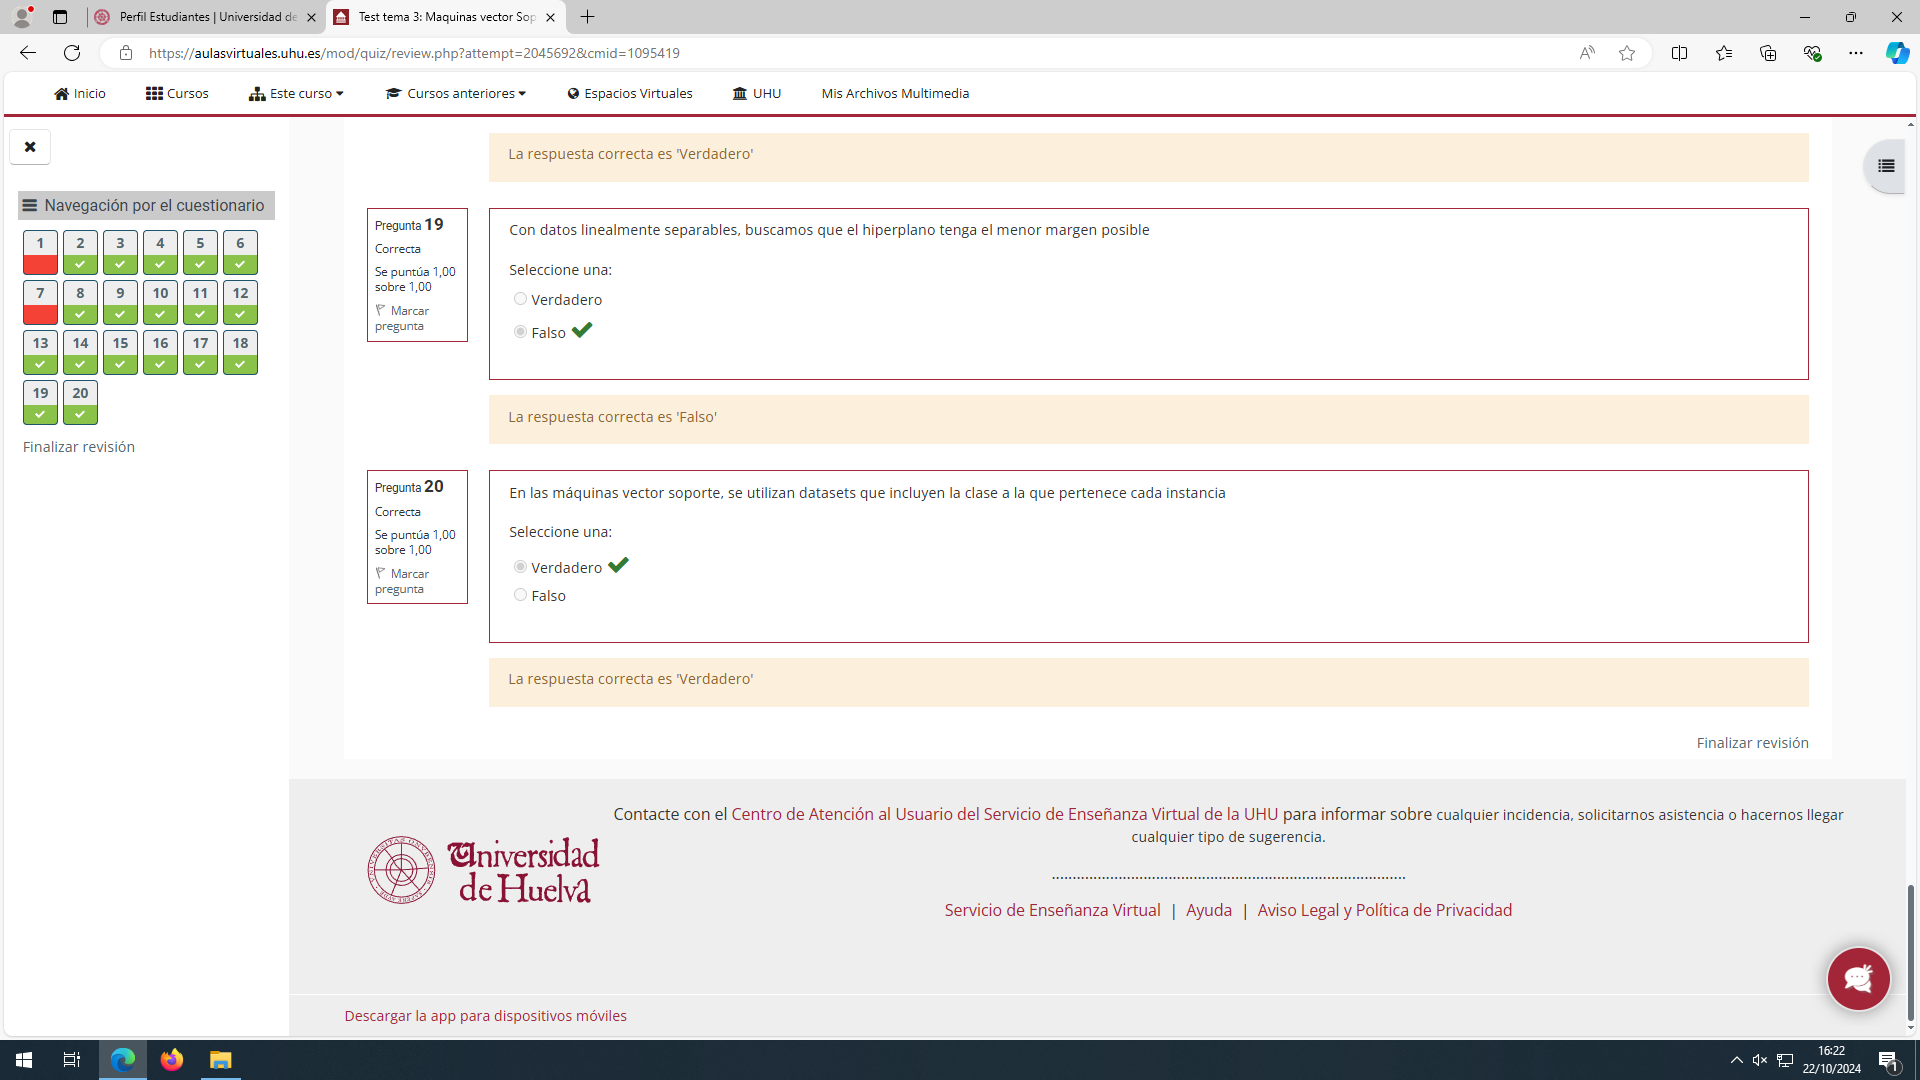 Perfil Estudiantes | Universidad de
Test tema 3: Maquinas vector Sop
https://aulasvirtuales.uhu.es/mod/quiz/review.php?attempt=2045692&cmid=1095419
Inicio
Cursos
Este curso
Cursos anteriores
Espacios Virtuales
UHU
Mis Archivos Multimedia
Navegación por el cuestionario
1 2 3 4 5 6
7 8 9 10 11 12
13 14 15 16 17 18
19 20
Finalizar revisión
La respuesta correcta es 'Verdadero'
Pregunta 19
Correcta
Se puntúa 1,00
sobre 1,00
Marcar
pregunta
Con datos linealmente separables, buscamos que el hiperplano tenga el menor margen posible
Seleccione una:
Verdadero
Falso
La respuesta correcta es 'Falso'
Pregunta 20
Correcta
Se puntúa 1,00
sobre 1,00
Marcar
pregunta
En las máquinas vector soporte, se utilizan datasets que incluyen la clase a la que pertenece cada instancia
Seleccione una:
Verdadero
Falso
La respuesta correcta es 'Verdadero'
Finalizar revisión
Universidad
de Huelva
Contacte con el Centro de Atención al Usuario del Servicio de Enseñanza Virtual de la UHU para informar sobre cualquier incidencia, solicitarnos asistencia o hacernos llegar
cualquier tipo de sugerencia.
Servicio de Enseñanza Virtual | Ayuda | Aviso Legal y Política de Privacidad
Descargar la app para dispositivos móviles
16:22
22/10/2024
1